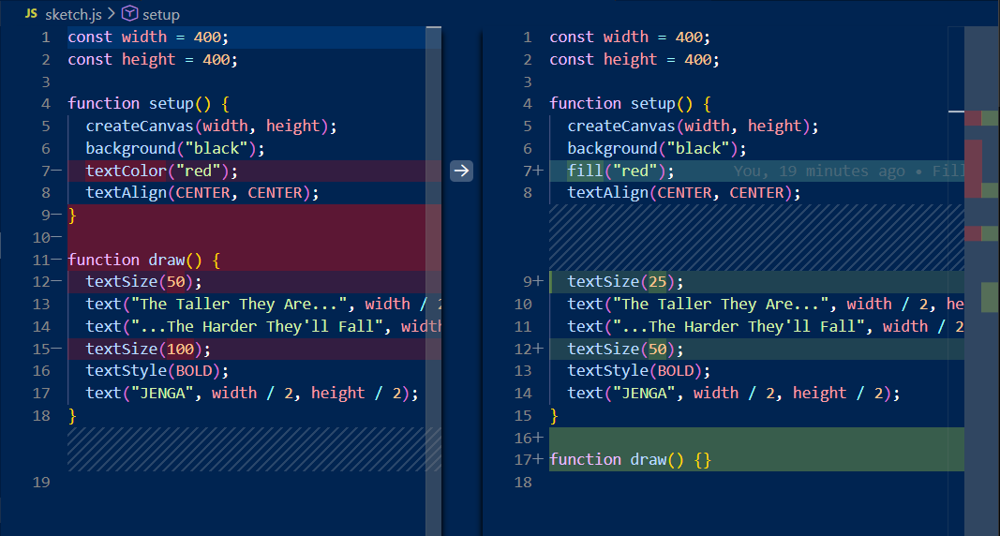 JS sketch.js > setup
1 const width = 400;
2 const height = 400;
3
4 function setup() {
5 createCanvas(width, height);
6 background("black");
7− textColor("red");
8 textAlign(CENTER, CENTER);
9− }
10−
11− function draw() {
12− textSize(50);
13 text("The Taller They Are...", width / 2
14 text("...The Harder They'll Fall", widt
15− textSize(100);
16 textStyle(BOLD);
17 text("JENGA", width / 2, height / 2);
18 }
19
1 const width = 400;
2 const height = 400;
3
4 function setup() {
5 createCanvas(width, height);
6 background("black");
7+ fill("red"); You, 19 minutes ago • Fill
8 textAlign(CENTER, CENTER);
9+ textSize(25);
10 text("The Taller They Are...", width / 2, he
11 text("...The Harder They'll Fall", width / 2
12+ textSize(50);
13 textStyle(BOLD);
14 text("JENGA", width / 2, height / 2);
15 }
16+
17+ function draw() {}
18